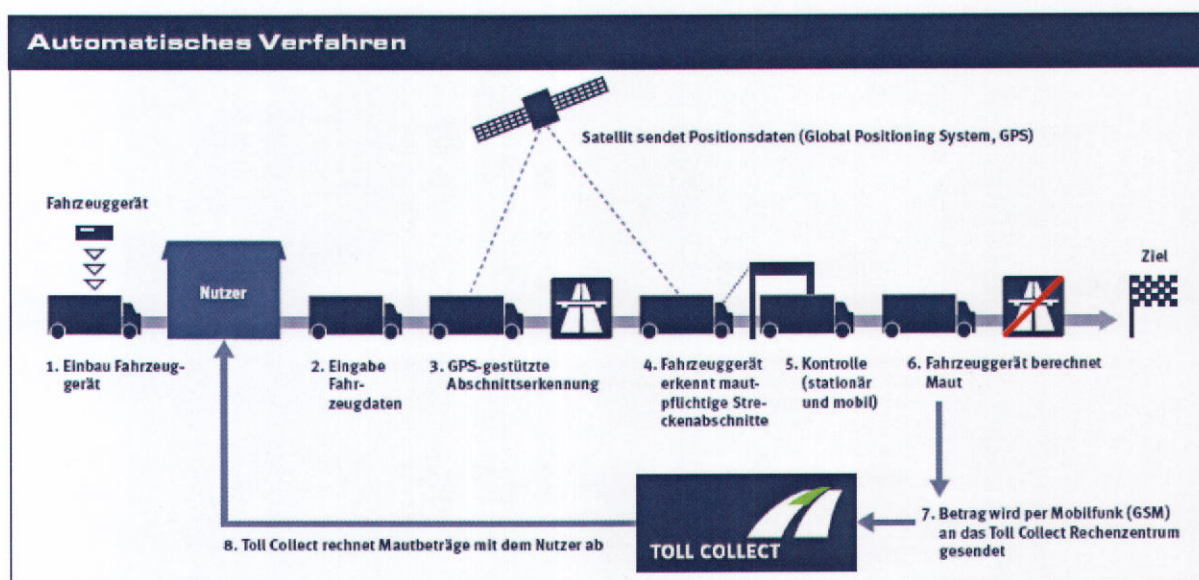 Automatisches Verfahren
Satellit sendet Positionsdaten (Global Positioning System, GPS)
Fahrzeuggerät
Nutzer
Ziel
1. Einbau Fahrzeug-
gerät
2. Eingabe
Fahr-
zeugdaten
3. GPS-gestützte
Abschnittserkennung
4. Fahrzeuggerät
erkennt maut-
pflichtige Stre-
ckenabschnitte
5. Kontrolle
(stationär
und mobil)
6. Fahrzeuggerät berechnet
Maut
7. Betrag wird per Mobilfunk (GSM)
an das Toll Collect Rechenzentrum
gesendet
TOLL COLLECT
8. Toll Collect rechnet Mautbeträge mit dem Nutzer ab